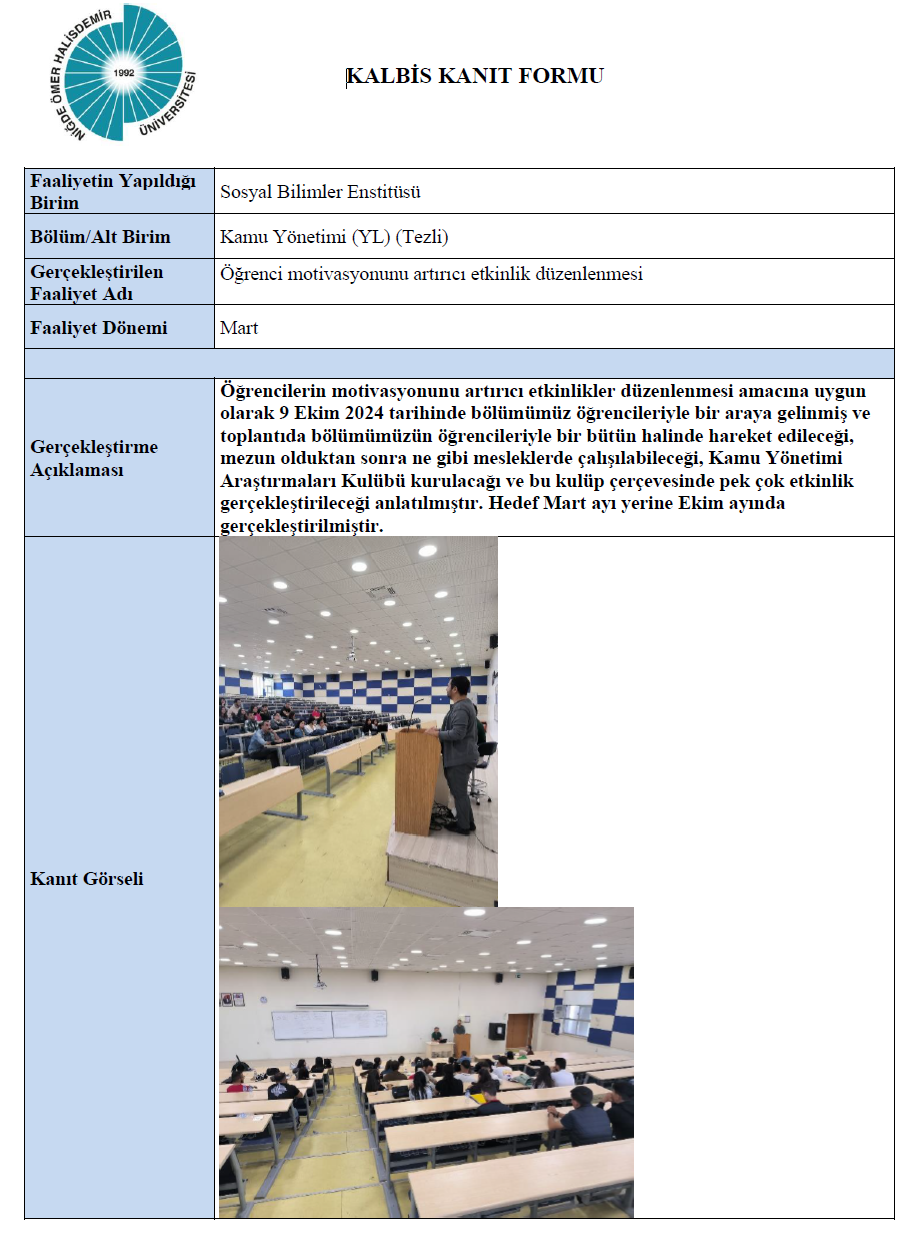 NİĞDE ÖMER HALİSDEMİR
ÜNİVERSİTESİ
1992
KALBİS KANIT FORMU
Faaliyetin Yapıldığı
Birim
Sosyal Bilimler Enstitüsü
Bölüm/Alt Birim
Kamu Yönetimi (YL) (Tezli)
Gerçekleştirilen
Faaliyet Adı
Öğrenci motivasyonunu artırıcı etkinlik düzenlenmesi
Faaliyet Dönemi
Mart
Gerçekleştirme
Açıklaması
Öğrencilerin motivasyonunu artırıcı etkinlikler düzenlenmesi amacına uygun
olarak 9 Ekim 2024 tarihinde bölümümüz öğrencileriyle bir araya gelinmiş ve
toplantıda bölümümüzün öğrencileriyle bir bütün halinde hareket edileceği,
mezun olduktan sonra ne gibi mesleklerde çalışılabileceği, Kamu Yönetimi
Araştırmaları Kulübü kurulacağı ve bu kulüp çerçevesinde pek çok etkinlik
gerçekleştirileceği anlatılmıştır. Hedef Mart ayı yerine Ekim ayında
gerçekleştirilmiştir.
Kanıt Görseli